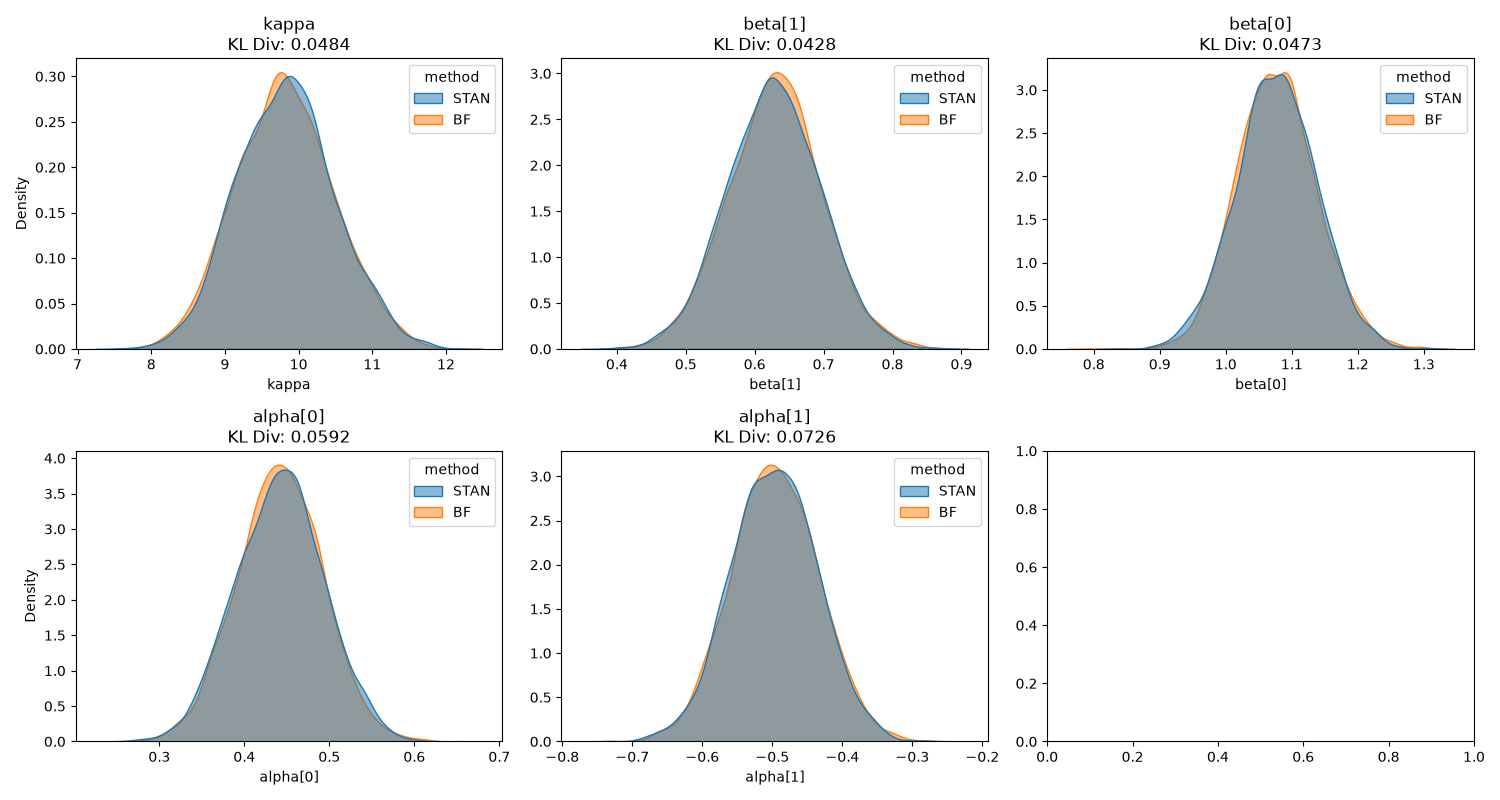 kappa
KL Div: 0.0484
0.30
0.25
0.20
0.15
0.10
0.05
0.00
Density
7 8 9 10 11 12
kappa
method
STAN
BF
beta[1]
KL Div: 0.0428
3.0
2.5
2.0
1.5
1.0
0.5
0.0
0.4 0.5 0.6 0.7 0.8 0.9
beta[1]
method
STAN
BF
beta[0]
KL Div: 0.0473
3.0
2.5
2.0
1.5
1.0
0.5
0.0
0.8 0.9 1.0 1.1 1.2 1.3
beta[0]
method
STAN
BF
alpha[0]
KL Div: 0.0592
4.0
3.5
3.0
2.5
2.0
1.5
1.0
0.5
0.0
Density
0.3 0.4 0.5 0.6 0.7
alpha[0]
method
STAN
BF
alpha[1]
KL Div: 0.0726
3.0
2.5
2.0
1.5
1.0
0.5
0.0
−0.8 −0.7 −0.6 −0.5 −0.4 −0.3 −0.2
alpha[1]
method
STAN
BF
1.0
0.8
0.6
0.4
0.2
0.0
0.0 0.2 0.4 0.6 0.8 1.0